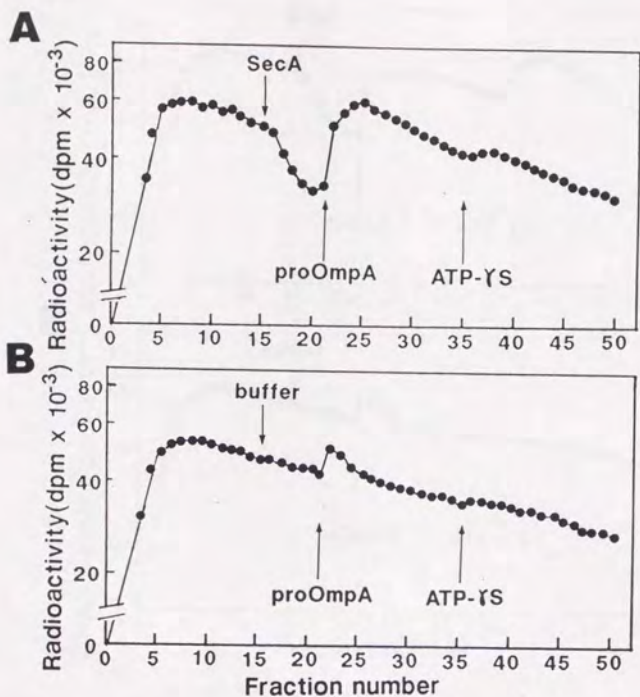 A
Radioactivity(dpm x 10⁻³)
80
60
40
20
0
SecA
proOmpA
ATP-ɤS
0 5 10 15 20 25 30 35 40 45 50
B
Radioactivity(dpm x 10⁻³)
80
60
40
20
0
buffer
proOmpA
ATP-ɤS
0 5 10 15 20 25 30 35 40 45 50
Fraction number